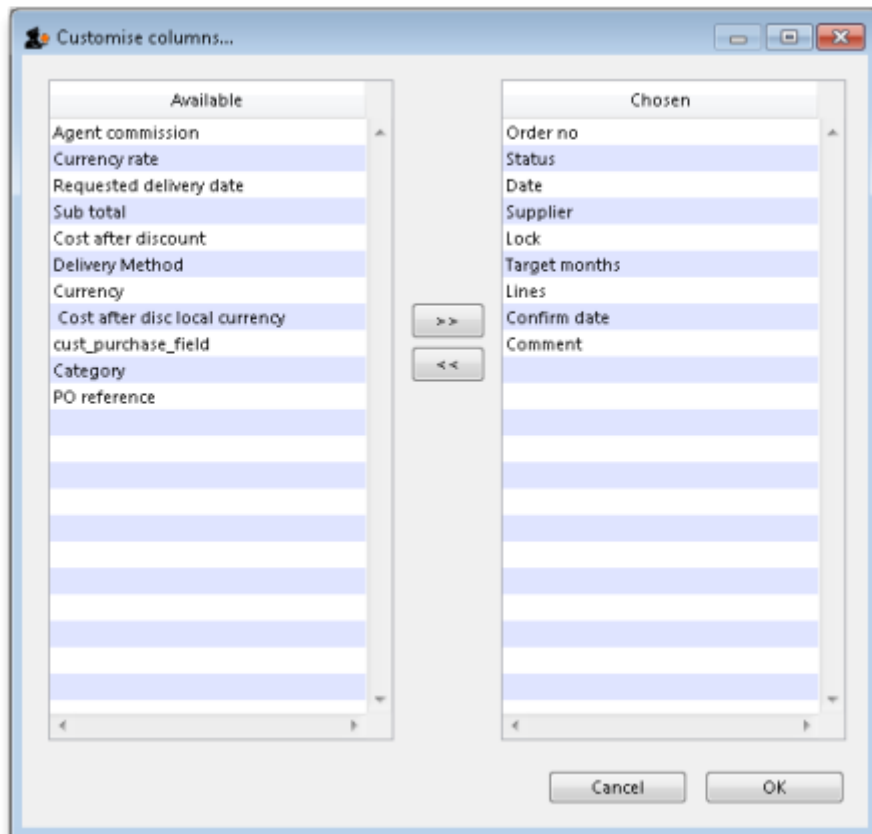 Customise columns...
Available
Agent commission
Currency rate
Requested delivery date
Sub total
Cost after discount
Delivery Method
Currency
Cost after disc local currency
cust_purchase_field
Category
PO reference
>>
<<
Chosen
Order no
Status
Date
Supplier
Lock
Target months
Lines
Confirm date
Comment
Cancel
OK